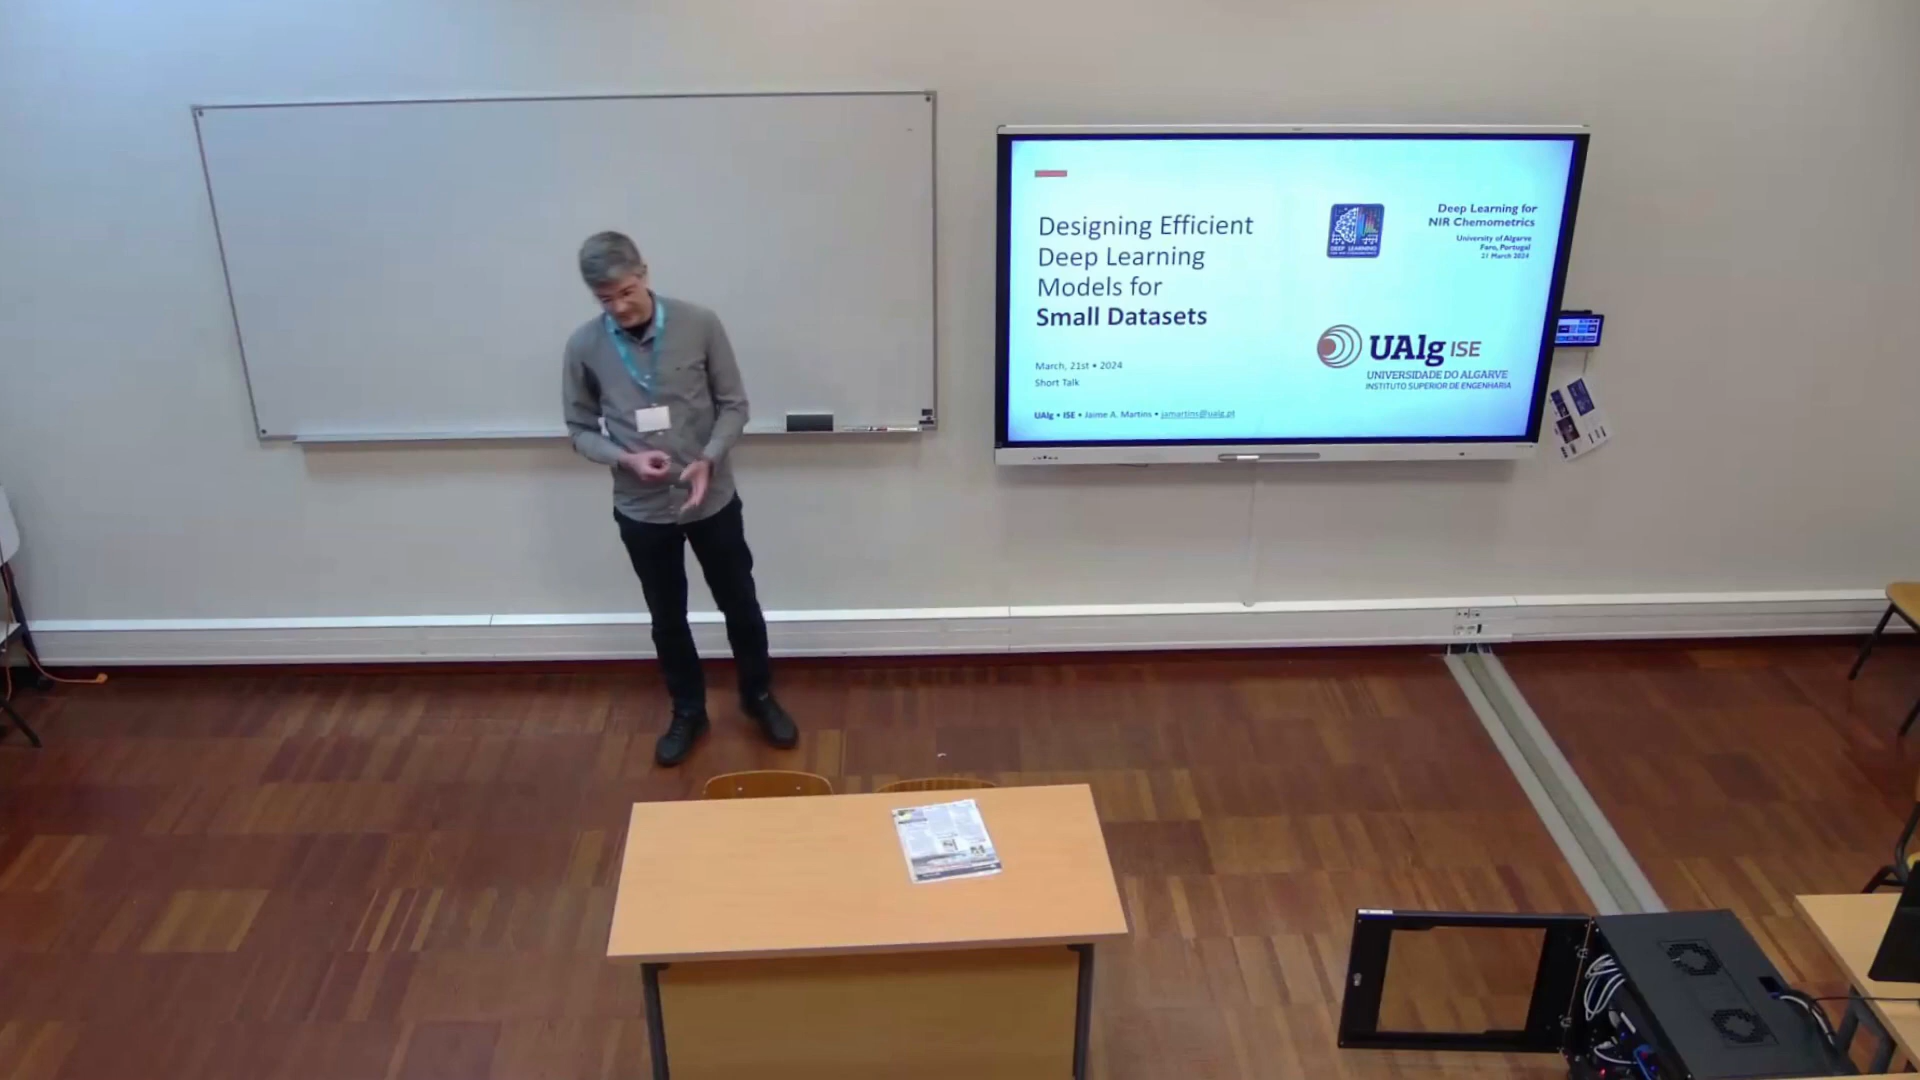 Designing Efficient
Deep Learning
Models for
Small Datasets
March, 21st • 2024
Short Talk
UAlg • ISE • Jaime A. Martins • jamartins@ualg.pt
DEEP LEARNING
Deep Learning for
NIR Chemometrics
University of Algarve
Faro, Portugal
21 March 2024
UAlg ISE
UNIVERSIDADE DO ALGARVE
INSTITUTO SUPERIOR DE ENGENHARIA